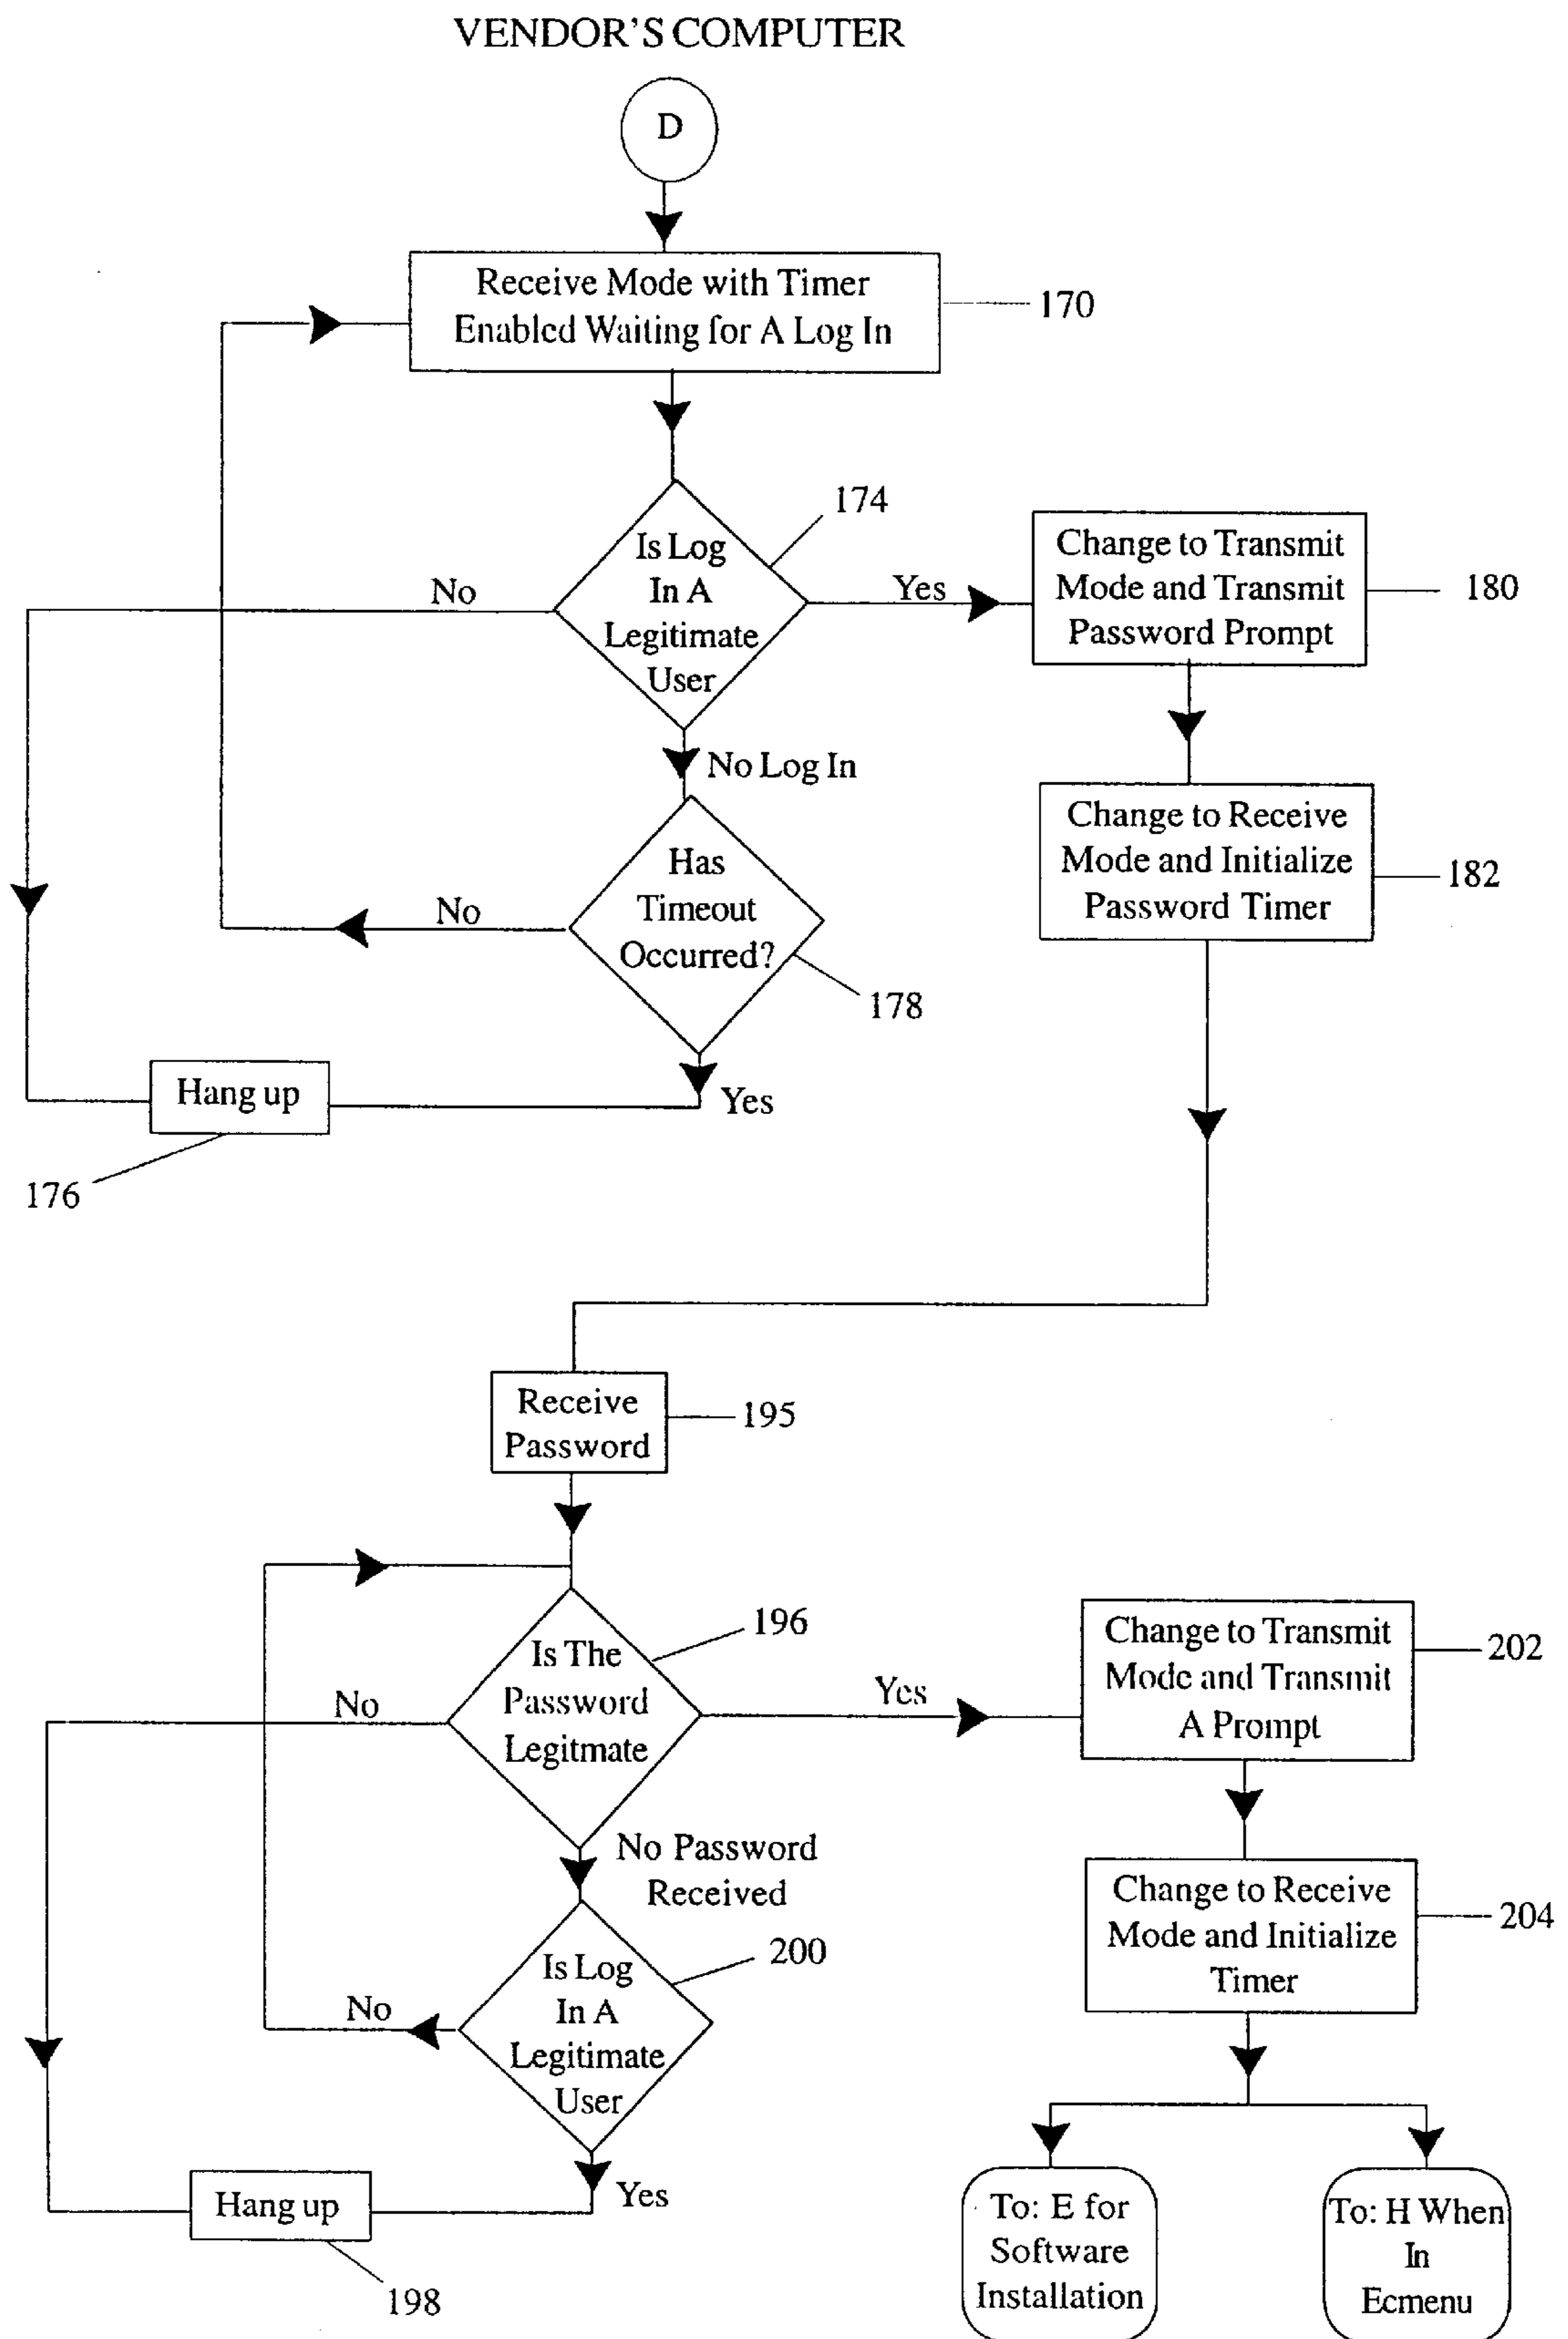 VENDOR'S COMPUTER
D
Receive Mode with Timer
Enabled Waiting for A Log In
170
174
Is Log
In A
Legitimate
User
No
Yes
Change to Transmit
Mode and Transmit
Password Prompt
180
No Log In
Change to Receive
Mode and Initialize
Password Timer
182
Has
Timeout
Occurred?
No
178
Yes
Hang up
176
Receive
Password
195
196
Is The
Password
Legitmate
No
Yes
Change to Transmit
Mode and Transmit
A Prompt
202
No Password
Received
Change to Receive
Mode and Initialize
Timer
204
200
Is Log
In A
Legitimate
User
No
Yes
Hang up
198
To: E for
Software
Installation
To: H When
In
Ecmenu